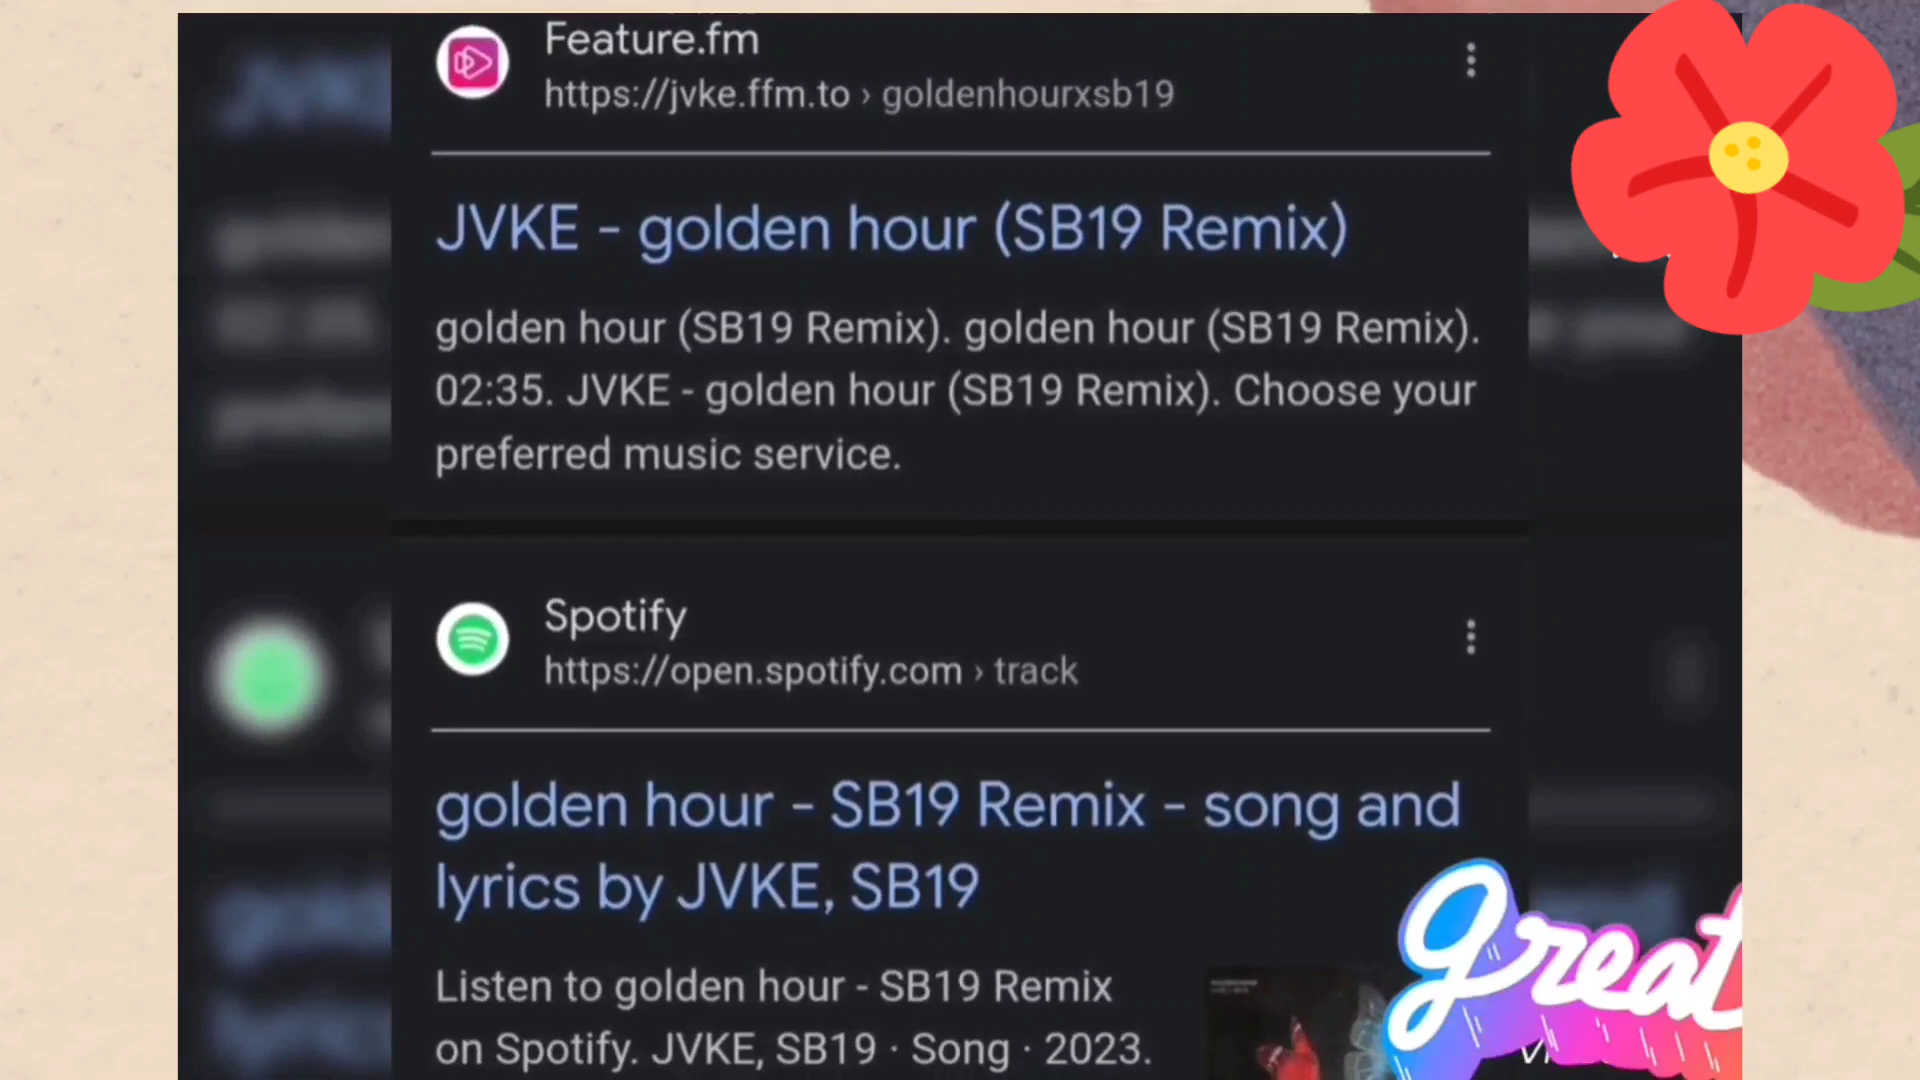 Feature.fm
https://jvke.ffm.to › goldenhourxsb19
JVKE - golden hour (SB19 Remix)
golden hour (SB19 Remix). golden hour (SB19 Remix).
02:35. JVKE - golden hour (SB19 Remix). Choose your
preferred music service.
Spotify
https://open.spotify.com › track
golden hour - SB19 Remix - song and
lyrics by JVKE, SB19
Listen to golden hour - SB19 Remix
on Spotify. JVKE, SB19 · Song · 2023.
great